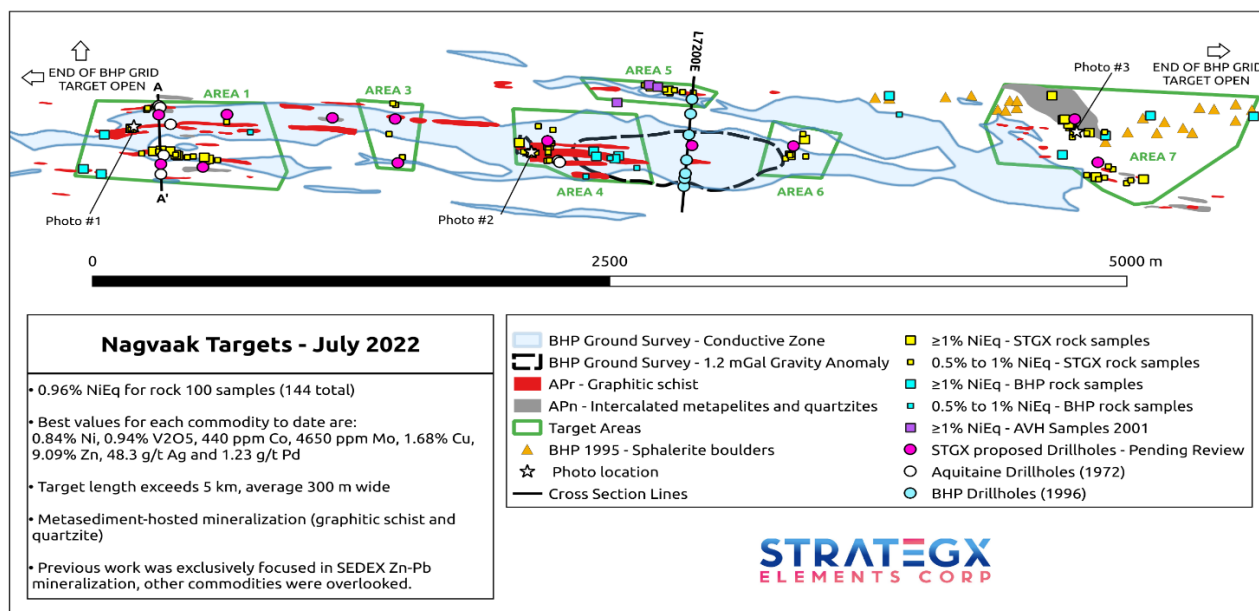 END OF BHP GRID
TARGET OPEN
A
AREA 1
AREA 3
AREA 5
L7200E
Photo #3
END OF BHP GRID
TARGET OPEN
A'
Photo #1
Photo #2
AREA 4
AREA 6
AREA 7
0
2500
5000 m
Nagvaak Targets - July 2022
• 0.96% NiEq for rock 100 samples (144 total)
• Best values for each commodity to date are:
0.84% Ni, 0.94% V2O5, 440 ppm Co, 4650 ppm Mo, 1.68% Cu,
9.09% Zn, 48.3 g/t Ag and 1.23 g/t Pd
• Target length exceeds 5 km, average 300 m wide
• Metasediment-hosted mineralization (graphitic schist and
quartzite)
• Previous work was exclusively focused in SEDEX Zn-Pb
mineralization, other commodities were overlooked.
BHP Ground Survey - Conductive Zone
BHP Ground Survey - 1.2 mGal Gravity Anomaly
APr - Graphitic schist
APn - Intercalated metapelites and quartzites
Target Areas
BHP 1995 - Sphalerite boulders
Photo location
Cross Section Lines
≥1% NiEq - STGX rock samples
0.5% to 1% NiEq - STGX rock samples
≥1% NiEq - BHP rock samples
0.5% to 1% NiEq - BHP rock samples
≥1% NiEq - AVH Samples 2001
STGX proposed Drillholes - Pending Review
Aquitaine Drillholes (1972)
BHP Drillholes (1996)
STRATEGX
ELEMENTS CORP